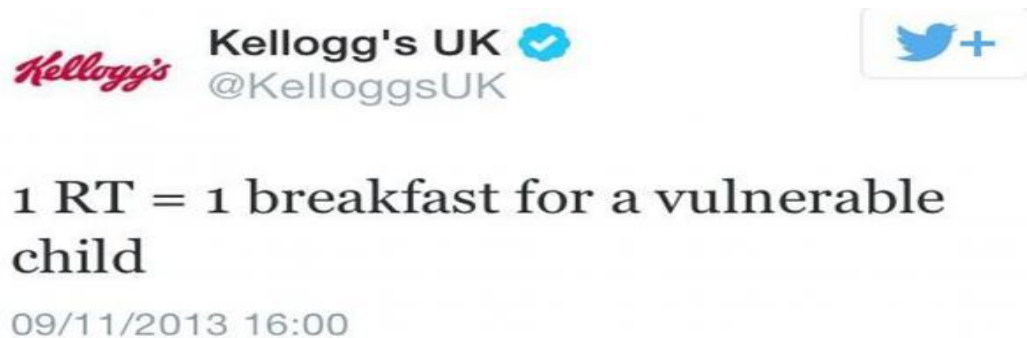 Kellogg's
Kellogg's UK
@KelloggsUK
1 RT = 1 breakfast for a vulnerable
child
09/11/2013 16:00